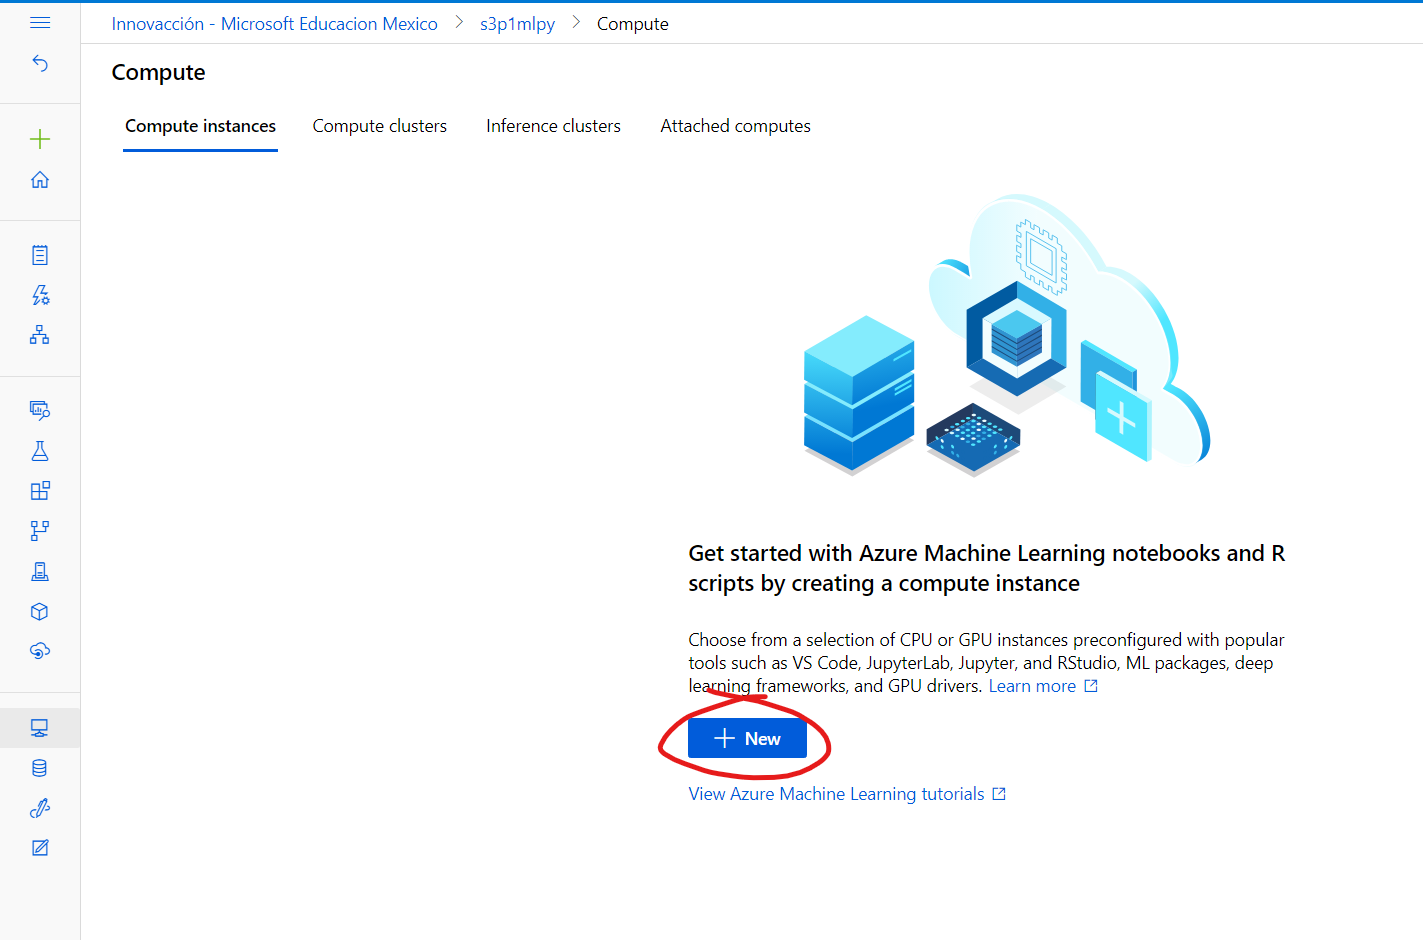 Innovacción - Microsoft Educacion Mexico > s3p1mlpy > Compute
Compute
Compute instances Compute clusters Inference clusters Attached computes
Get started with Azure Machine Learning notebooks and R
scripts by creating a compute instance
Choose from a selection of CPU or GPU instances preconfigured with popular
tools such as VS Code, JupyterLab, Jupyter, and RStudio, ML packages, deep
learning frameworks, and GPU drivers. Learn more
New
View Azure Machine Learning tutorials